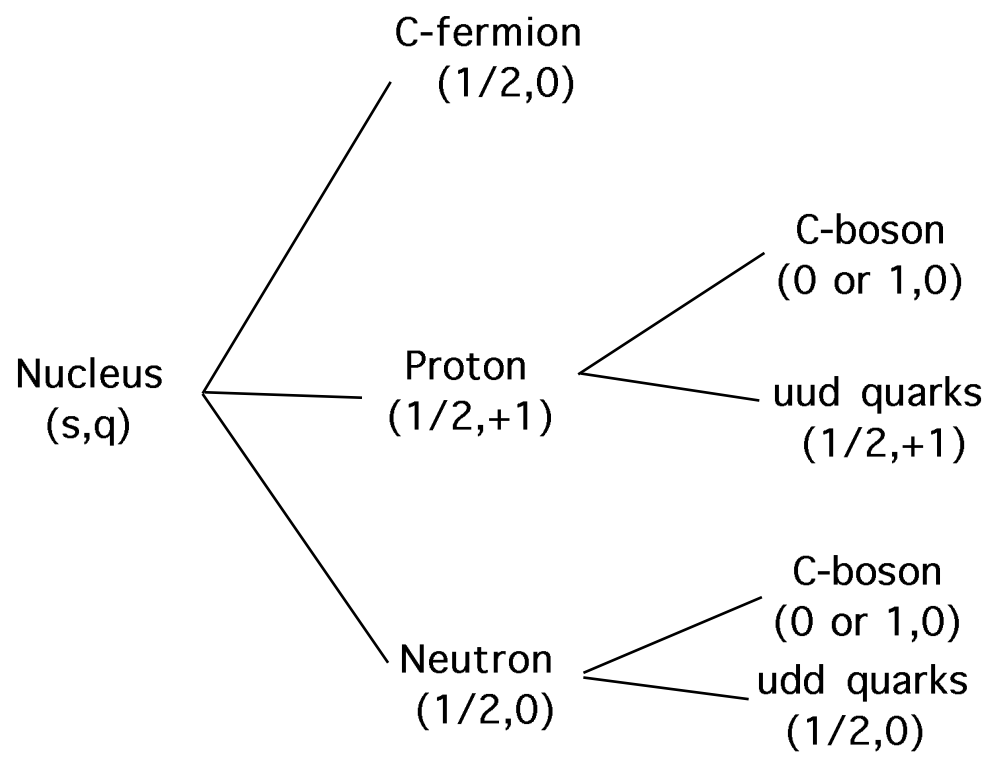 C-fermion
(1/2,0)
C-boson
(0 or 1,0)
Nucleus
(s,q)
Proton
(1/2,+1)
uud quarks
(1/2,+1)
C-boson
(0 or 1,0)
Neutron
(1/2,0)
udd quarks
(1/2,0)